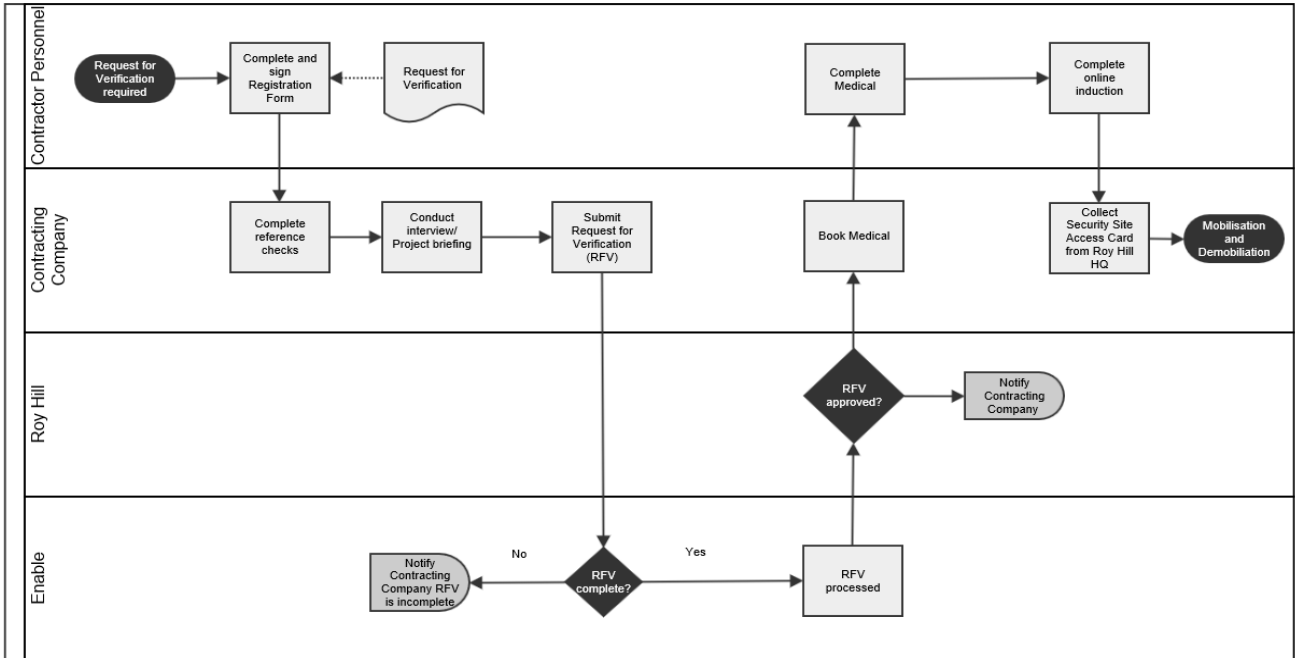 Contractor Personnel
Request for
Verification
required
Complete and
sign
Registration
Form
Request for
Verification
Complete
Medical
Complete
online
induction
Contracting
Company
Complete
reference
checks
Conduct
interview/
Project briefing
Submit
Request for
Verification
(RFV)
Book Medical
Collect
Security Site
Access Card
from Roy Hill
HQ
Mobilisation
and
Demobiliation
Roy Hill
RFV
approved?
Notify
Contracting
Company
Enable
Notify
Contracting
Company RFV
is incomplete
No
RFV
complete?
Yes
RFV
processed